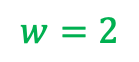 w = 2